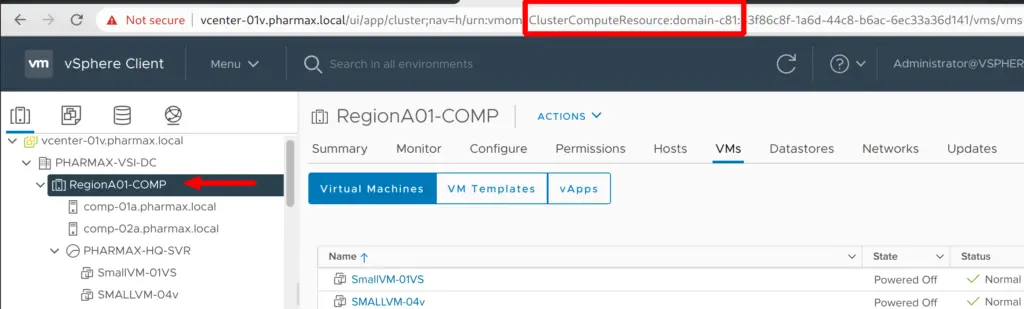 Not secure vcenter-01v.pharmax.local/ui/app/cluster;nav=h/urn:vmom ClusterComputeResource:domain-c81: 3f86c8f-1a6d-44c8-b6ac-6ec33a36d141/vms/vms
vm vSphere Client Menu Search in all environments Administrator@VSPHER
vcenter-01v.pharmax.local
PHARMAX-VSI-DC
RegionA01-COMP
comp-01a.pharmax.local
comp-02a.pharmax.local
PHARMAX-HQ-SVR
SmallVM-01VS
SMALLVM-04v
RegionA01-COMP ACTIONS
Summary Monitor Configure Permissions Hosts VMs Datastores Networks Updates
Virtual Machines VM Templates vApps
Name State Status
SmallVM-01VS Powered Off Normal
SMALLVM-04v Powered Off Normal